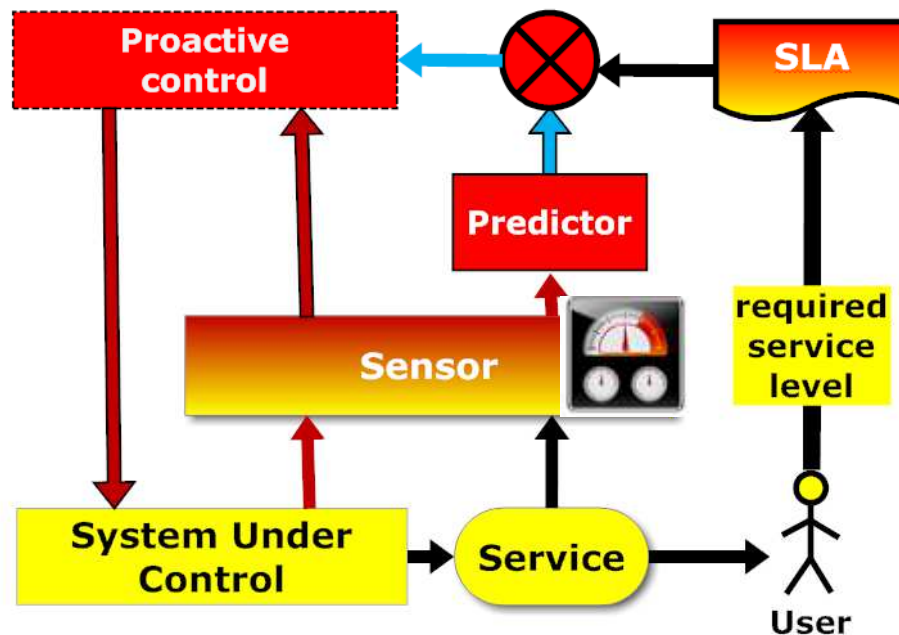 Proactive
control
SLA
Predictor
required
service
level
Sensor
System Under
Control
Service
User